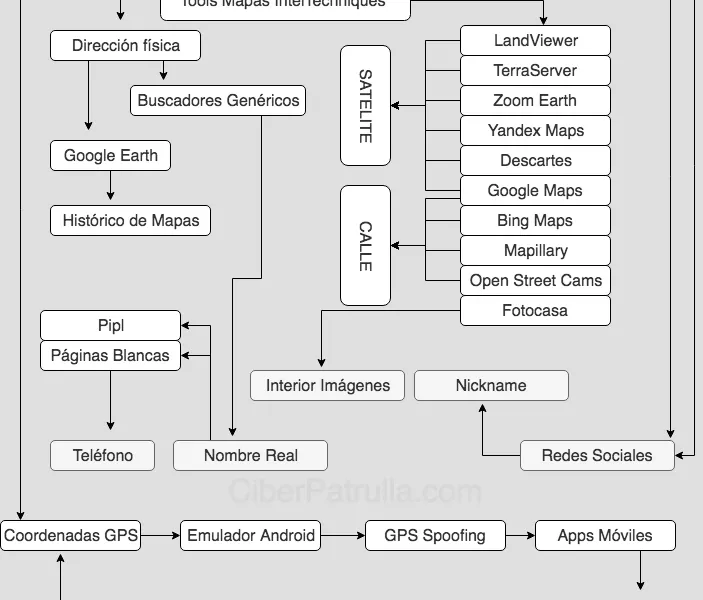 Tools Mapas InterTechniques
Dirección física
Buscadores Genéricos
Google Earth
Histórico de Mapas
SATELITE
CALLE
LandViewer
TerraServer
Zoom Earth
Yandex Maps
Descartes
Google Maps
Bing Maps
Mapillary
Open Street Cams
Fotocasa
Pipl
Páginas Blancas
Interior Imágenes
Nickname
Teléfono
Nombre Real
Redes Sociales
CiberPatrulla.com
Coordenadas GPS
Emulador Android
GPS Spoofing
Apps Móviles